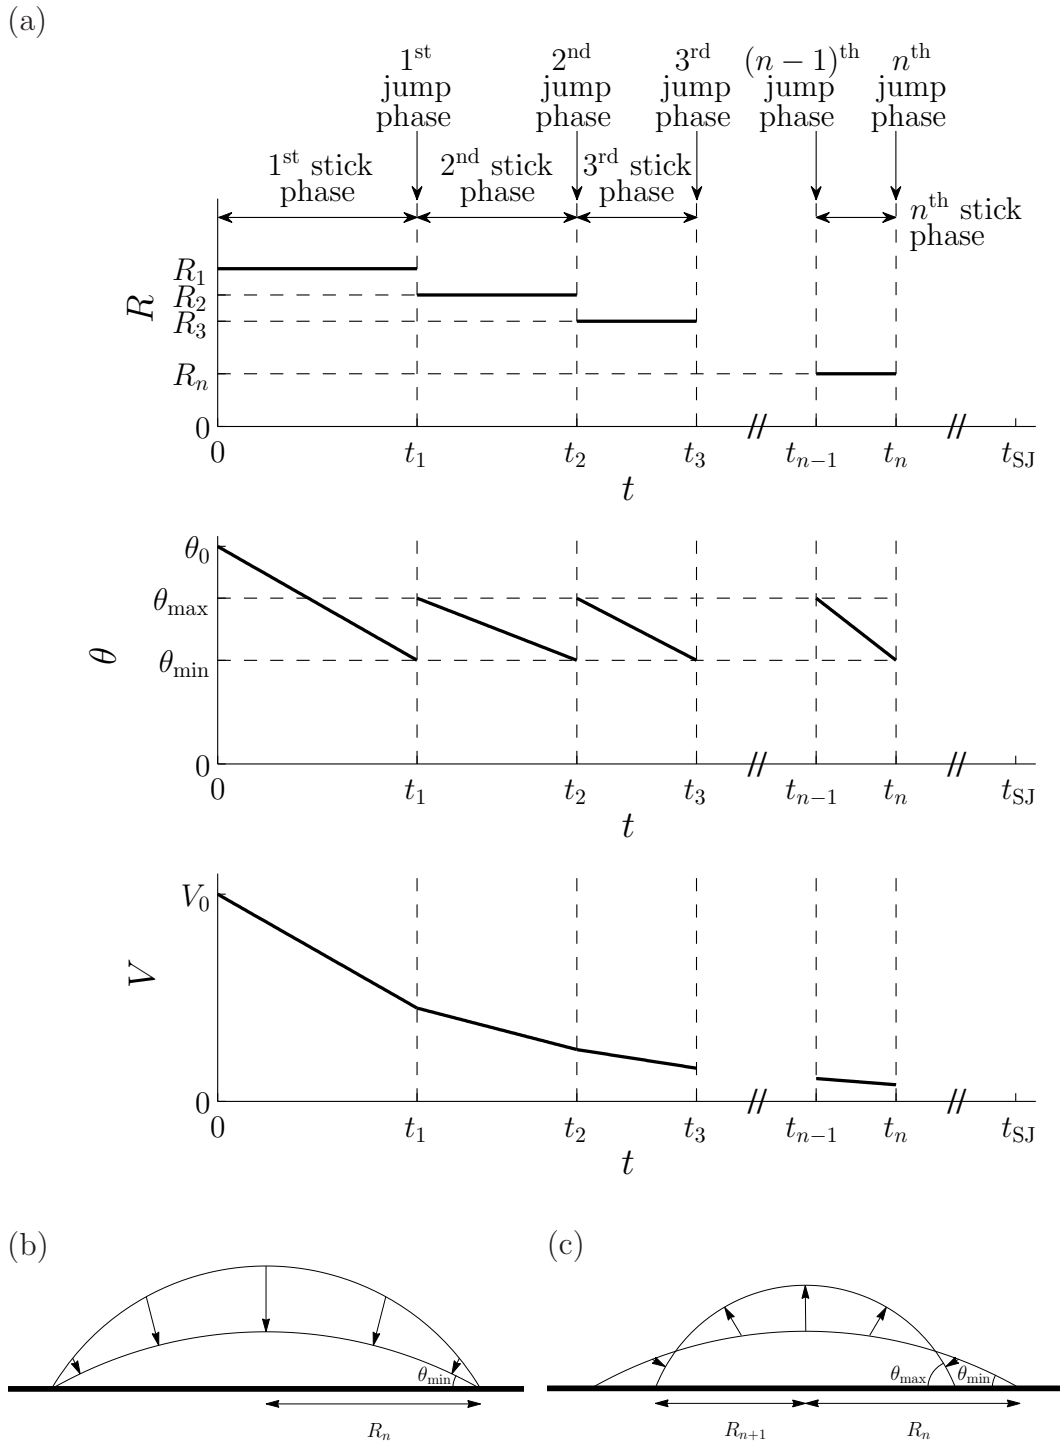 (a)
1st jump phase
2nd jump phase
3rd jump phase
(n − 1)th jump phase
nth jump phase
1st stick phase
2nd stick phase
3rd stick phase
nth stick phase
R
R1
R2
R3
Rn
0
0 t1 t2 t3 tn−1 tn tSJ
t
θ
θ0
θmax
θmin
0
0 t1 t2 t3 tn−1 tn tSJ
t
V
V0
0
0 t1 t2 t3 tn−1 tn tSJ
t
(b)
θmin
Rn
(c)
θmax θmin
Rn+1 Rn